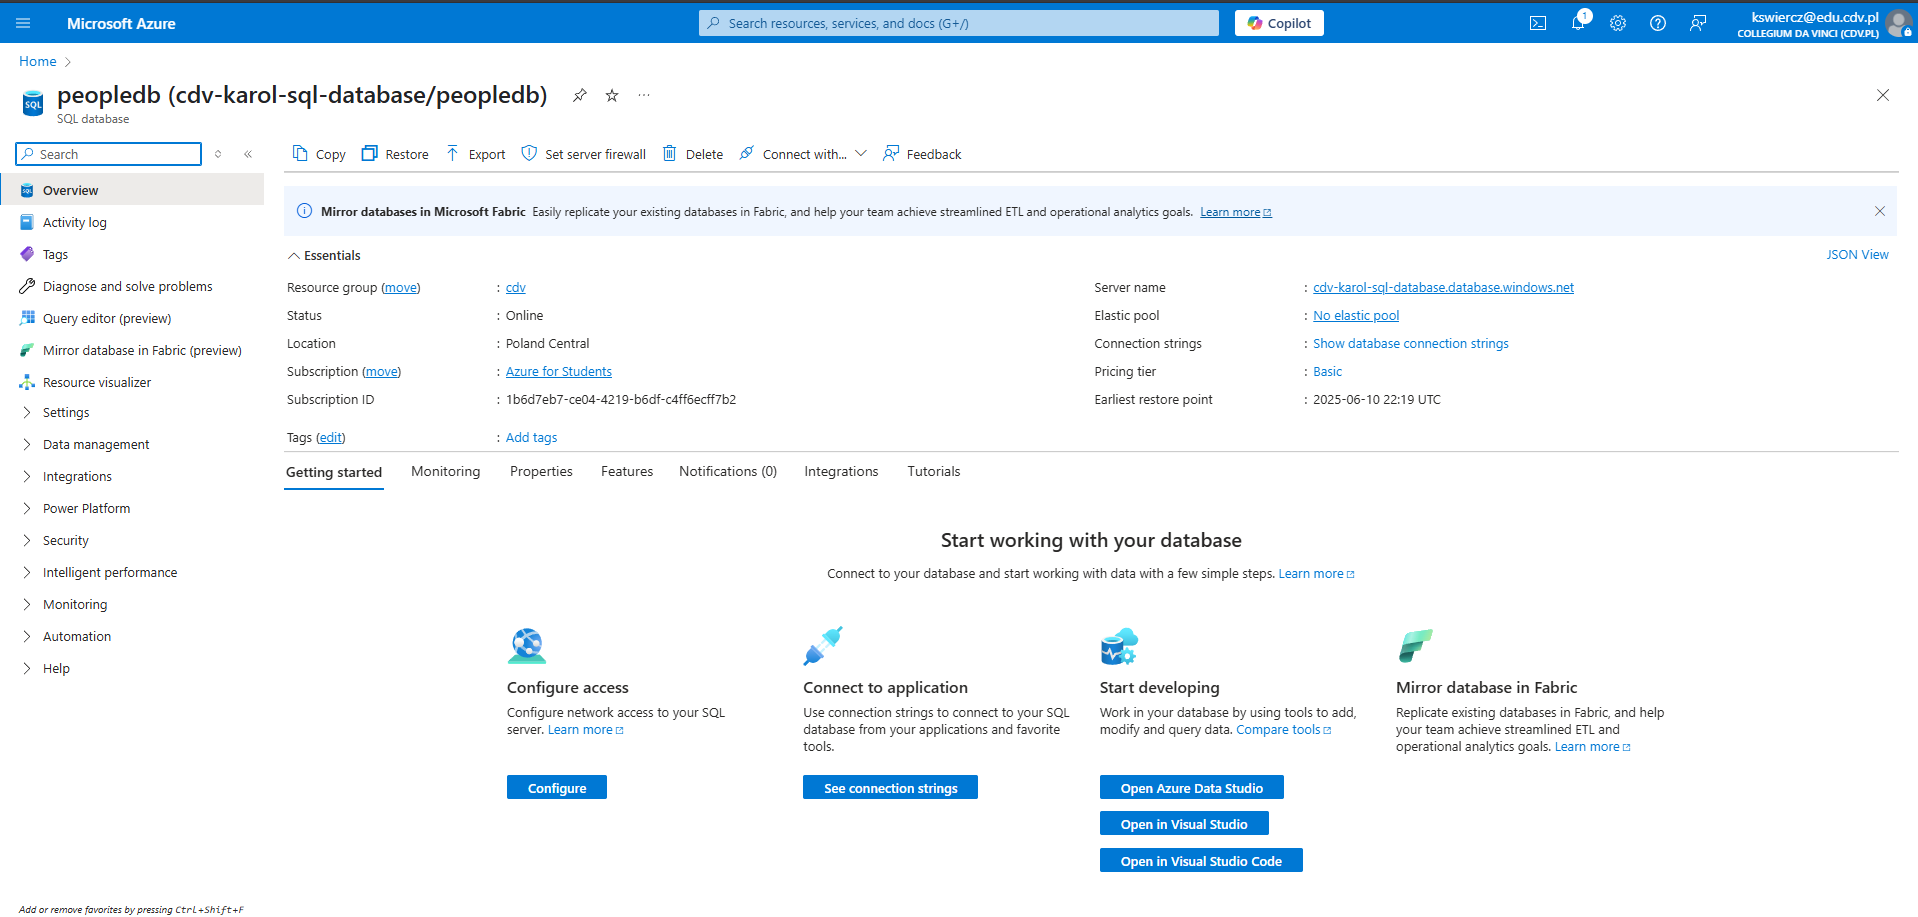 Microsoft Azure
Search resources, services, and docs (G+/)
Copilot
1
kswiercz@edu.cdv.pl
COLLEGIUM DA VINCI (CDV.PL)
Home
peopledb (cdv-karol-sql-database/peopledb)
SQL
SQL database
Search
Copy
Restore
Export
Set server firewall
Delete
Connect with...
Feedback
Overview
Activity log
Tags
Diagnose and solve problems
Query editor (preview)
Mirror database in Fabric (preview)
Resource visualizer
Settings
Data management
Integrations
Power Platform
Security
Intelligent performance
Monitoring
Automation
Help
Mirror databases in Microsoft Fabric Easily replicate your existing databases in Fabric, and help your team achieve streamlined ETL and operational analytics goals. Learn more
Essentials
JSON View
Resource group (move) : cdv
Status : Online
Location : Poland Central
Subscription (move) : Azure for Students
Subscription ID : 1b6d7eb7-ce04-4219-b6df-c4ff6ecff7b2
Server name : cdv-karol-sql-database.database.windows.net
Elastic pool : No elastic pool
Connection strings : Show database connection strings
Pricing tier : Basic
Earliest restore point : 2025-06-10 22:19 UTC
Tags (edit) : Add tags
Getting started
Monitoring
Properties
Features
Notifications (0)
Integrations
Tutorials
Start working with your database
Connect to your database and start working with data with a few simple steps. Learn more
Configure access
Configure network access to your SQL
server. Learn more
Configure
Connect to application
Use connection strings to connect to your SQL
database from your applications and favorite
tools.
See connection strings
Start developing
Work in your database by using tools to add,
modify and query data. Compare tools
Open Azure Data Studio
Open in Visual Studio
Open in Visual Studio Code
Mirror database in Fabric
Replicate existing databases in Fabric, and help
your team achieve streamlined ETL and
operational analytics goals. Learn more
Add or remove favorites by pressing Ctrl+Shift+F